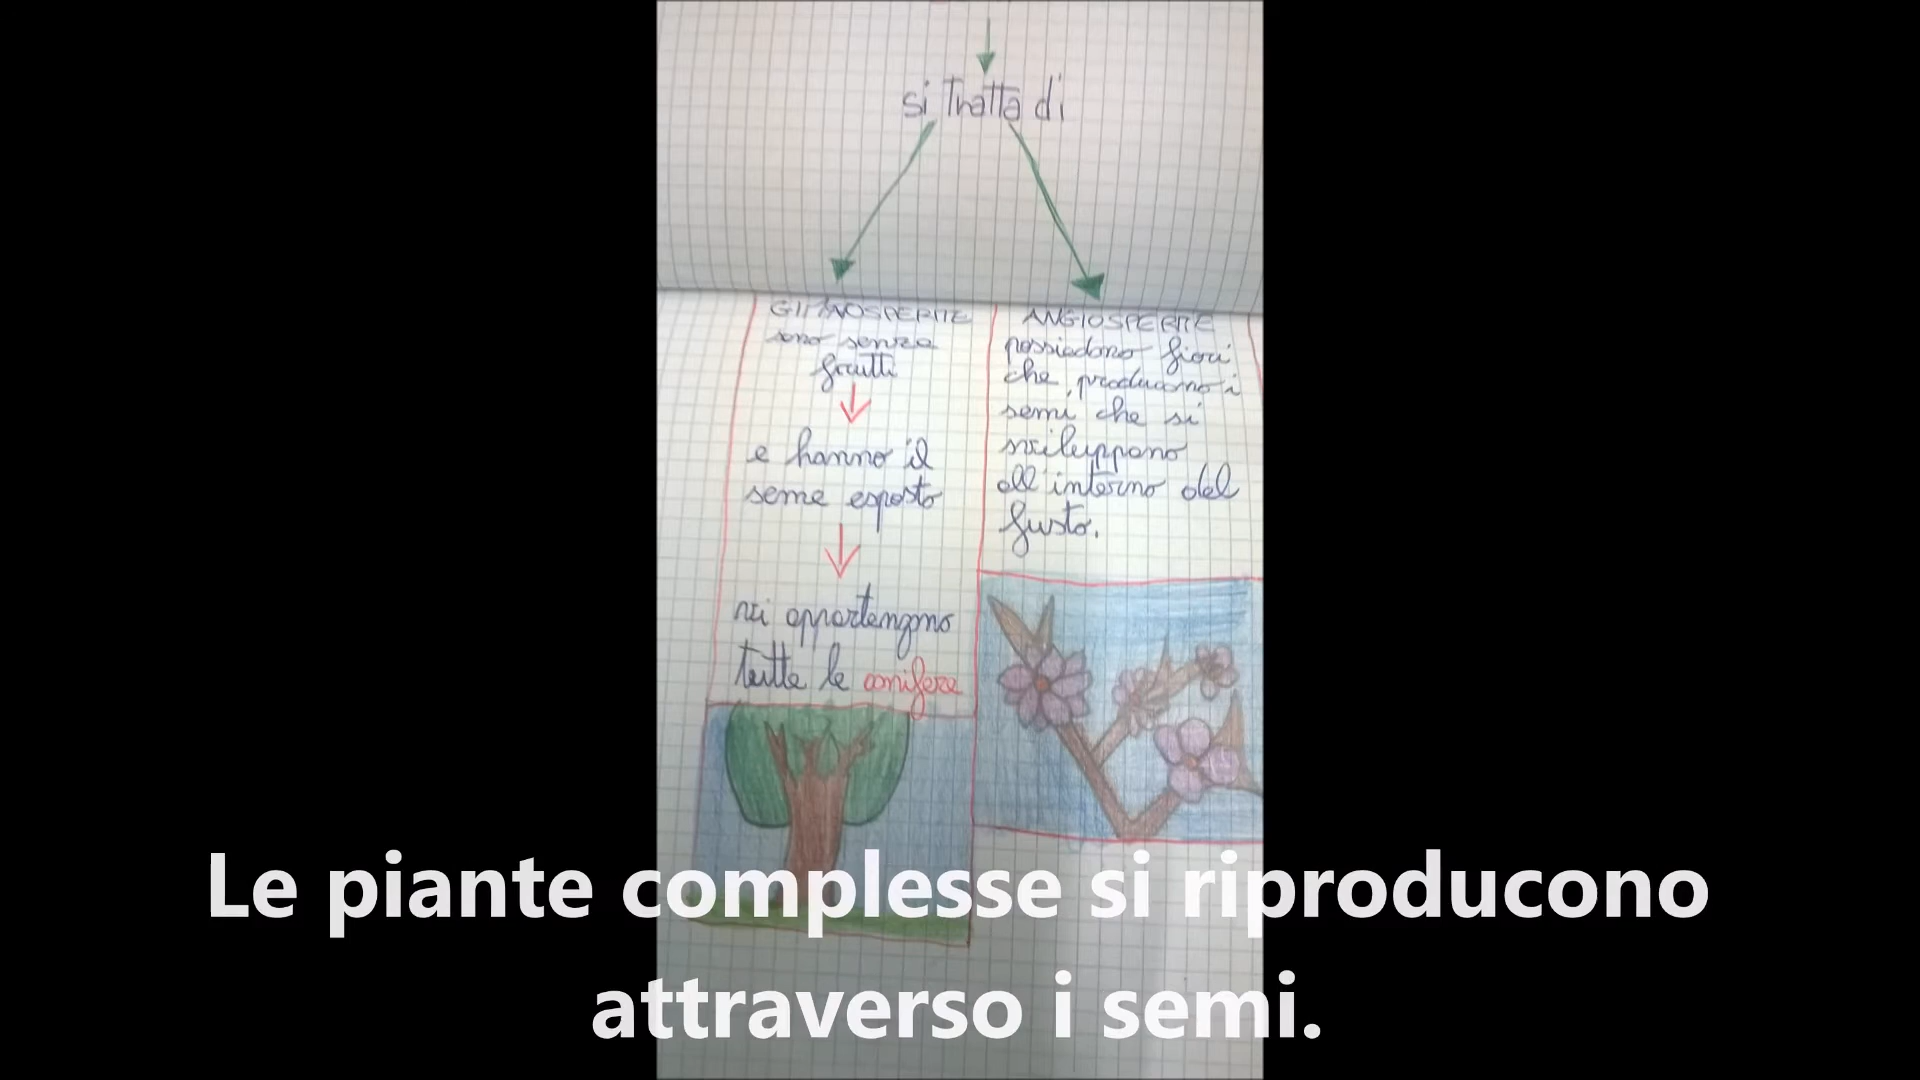 si tratta di
GIMNOSPERME
sono senza
frutti
e hanno il
seme esposto
vi appartengono
tutte le conifere
ANGIOSPERME
possiedono fiori
che producono i
semi che si
sviluppano
all'interno del
fusto.
Le piante complesse si riproducono
attraverso i semi.